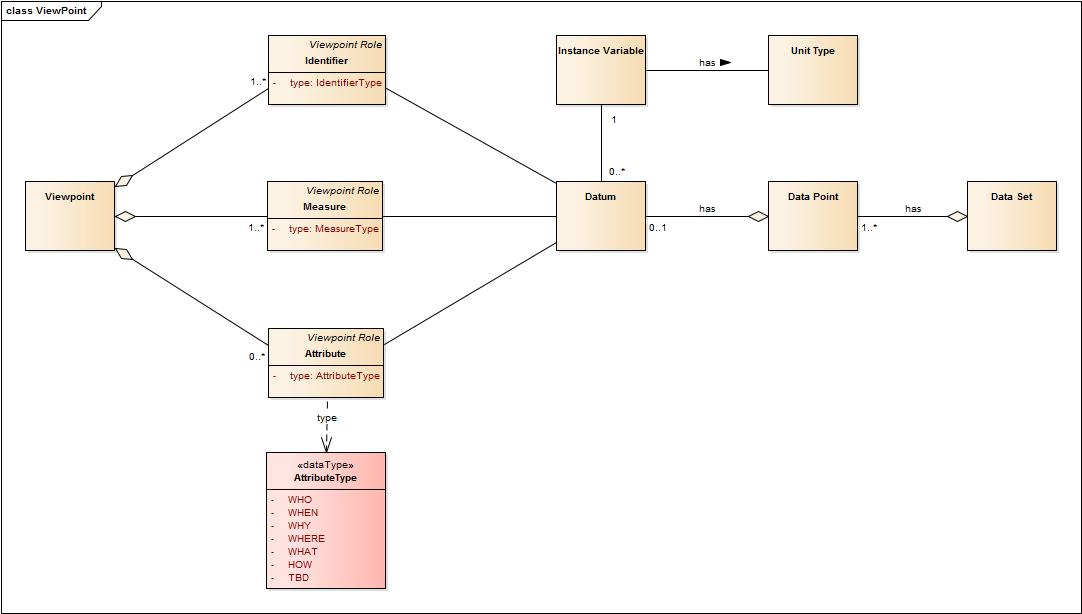 class ViewPoint
Viewpoint Role
Identifier
- type: IdentifierType
1..*
Instance Variable
has
Unit Type
1
0..*
Viewpoint
Viewpoint Role
Measure
- type: MeasureType
1..*
Datum
has
0..1
Data Point
has
1..*
Data Set
Viewpoint Role
Attribute
- type: AttributeType
0..*
type
«dataType»
AttributeType
- WHO
- WHEN
- WHY
- WHERE
- WHAT
- HOW
- TBD